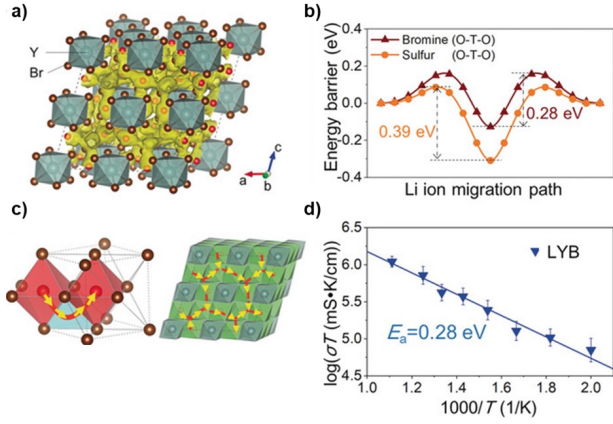 a)
Y
Br
c
a
b
b)
Energy barrier (eV)
0.4
0.2
0.0
-0.2
-0.4
Bromine (O-T-O)
Sulfur (O-T-O)
0.39 eV
0.28 eV
Li ion migration path
c)
d)
log(σT (mS•K/cm))
6.5
6.0
5.5
5.0
4.5
LYB
Eₐ=0.28 eV
1.0 1.2 1.4 1.6 1.8 2.0
1000/T (1/K)